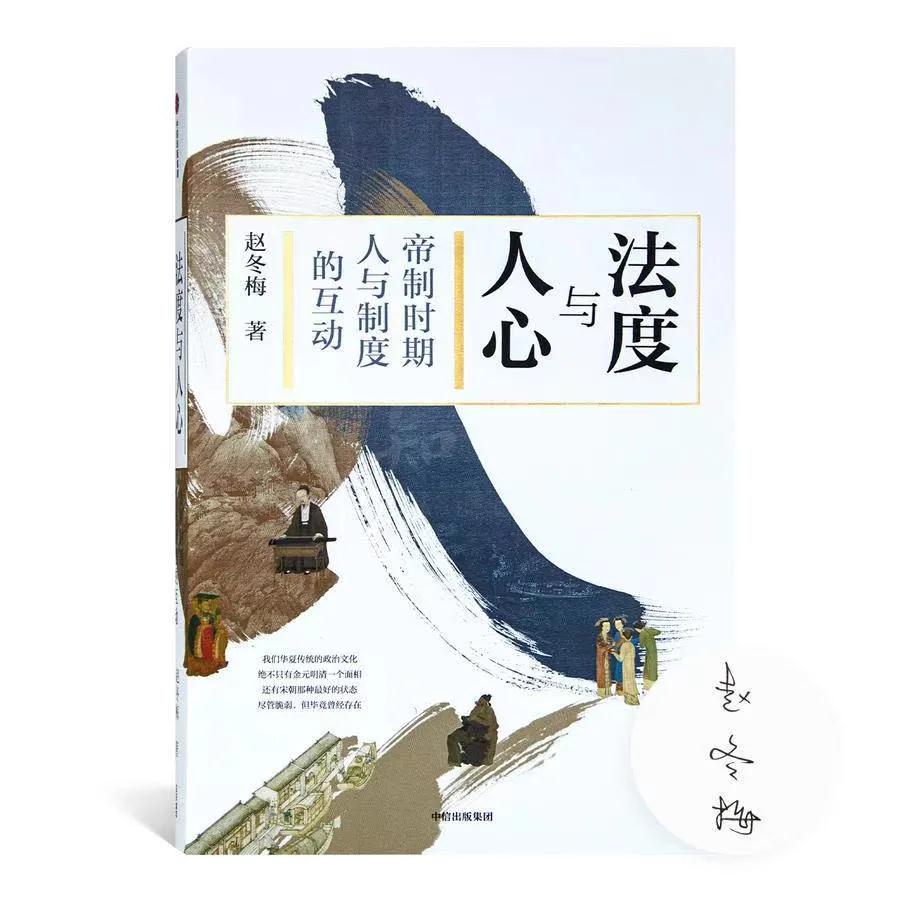 法度
与
人心
帝制时期
人与制度
的互动
赵冬梅 著
我们华夏传统的政治文化
绝不只有金元明清一个面相
还有宋朝那种最好的状态
尽管脆弱，但毕竟曾经存在
中信出版集团
法度与人心
赵冬梅